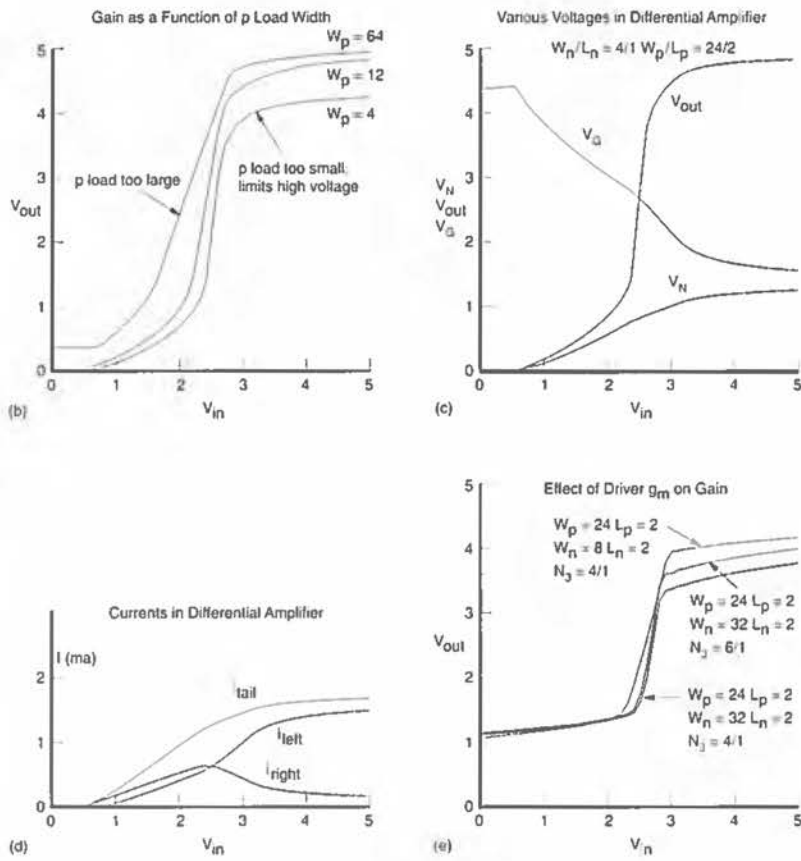 Gain as a Function of p Load Width
5
4
3
2
1
0
V_out
W_p = 64
W_p = 12
W_p = 4
p load too large
p load too small; limits high voltage
1
2
3
4
5
V_in
(b)
Various Voltages in Differential Amplifier
W_n/L_n = 4/1 W_p/L_p = 24/2
5
4
3
2
1
0
V_N
V_out
V_G
V_G
V_out
V_N
0
1
2
3
4
5
V_in
(c)
Currents in Differential Amplifier
I (ma)
2
1
0
i_tail
i_left
i_right
1
2
3
4
5
V_in
(d)
Effect of Driver g_m on Gain
5
4
3
2
1
0
V_out
W_p = 24 L_p = 2
W_n = 8 L_n = 2
N_3 = 4/1
W_p = 24 L_p = 2
W_n = 32 L_n = 2
N_3 = 6/1
W_p = 24 L_p = 2
W_n = 32 L_n = 2
N_3 = 4/1
0
1
2
3
4
5
V_in
(e)